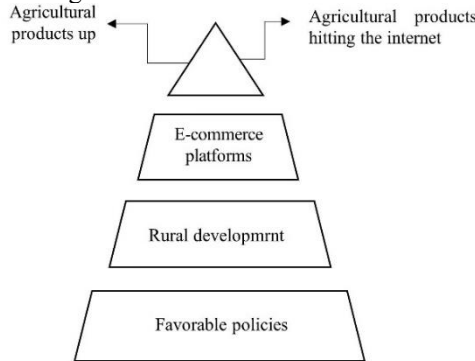 Agricultural
products up
Agricultural products
hitting the internet
E-commerce
platforms
Rural developmrnt
Favorable policies